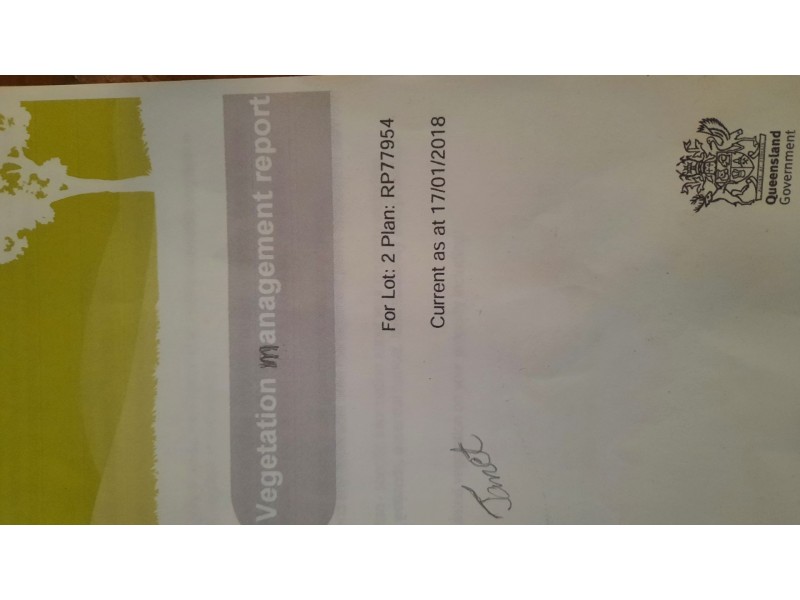 Vegetation management report
For Lot: 2 Plan: RP77954
Current as at 17/01/2018
Janet
Queensland
Government